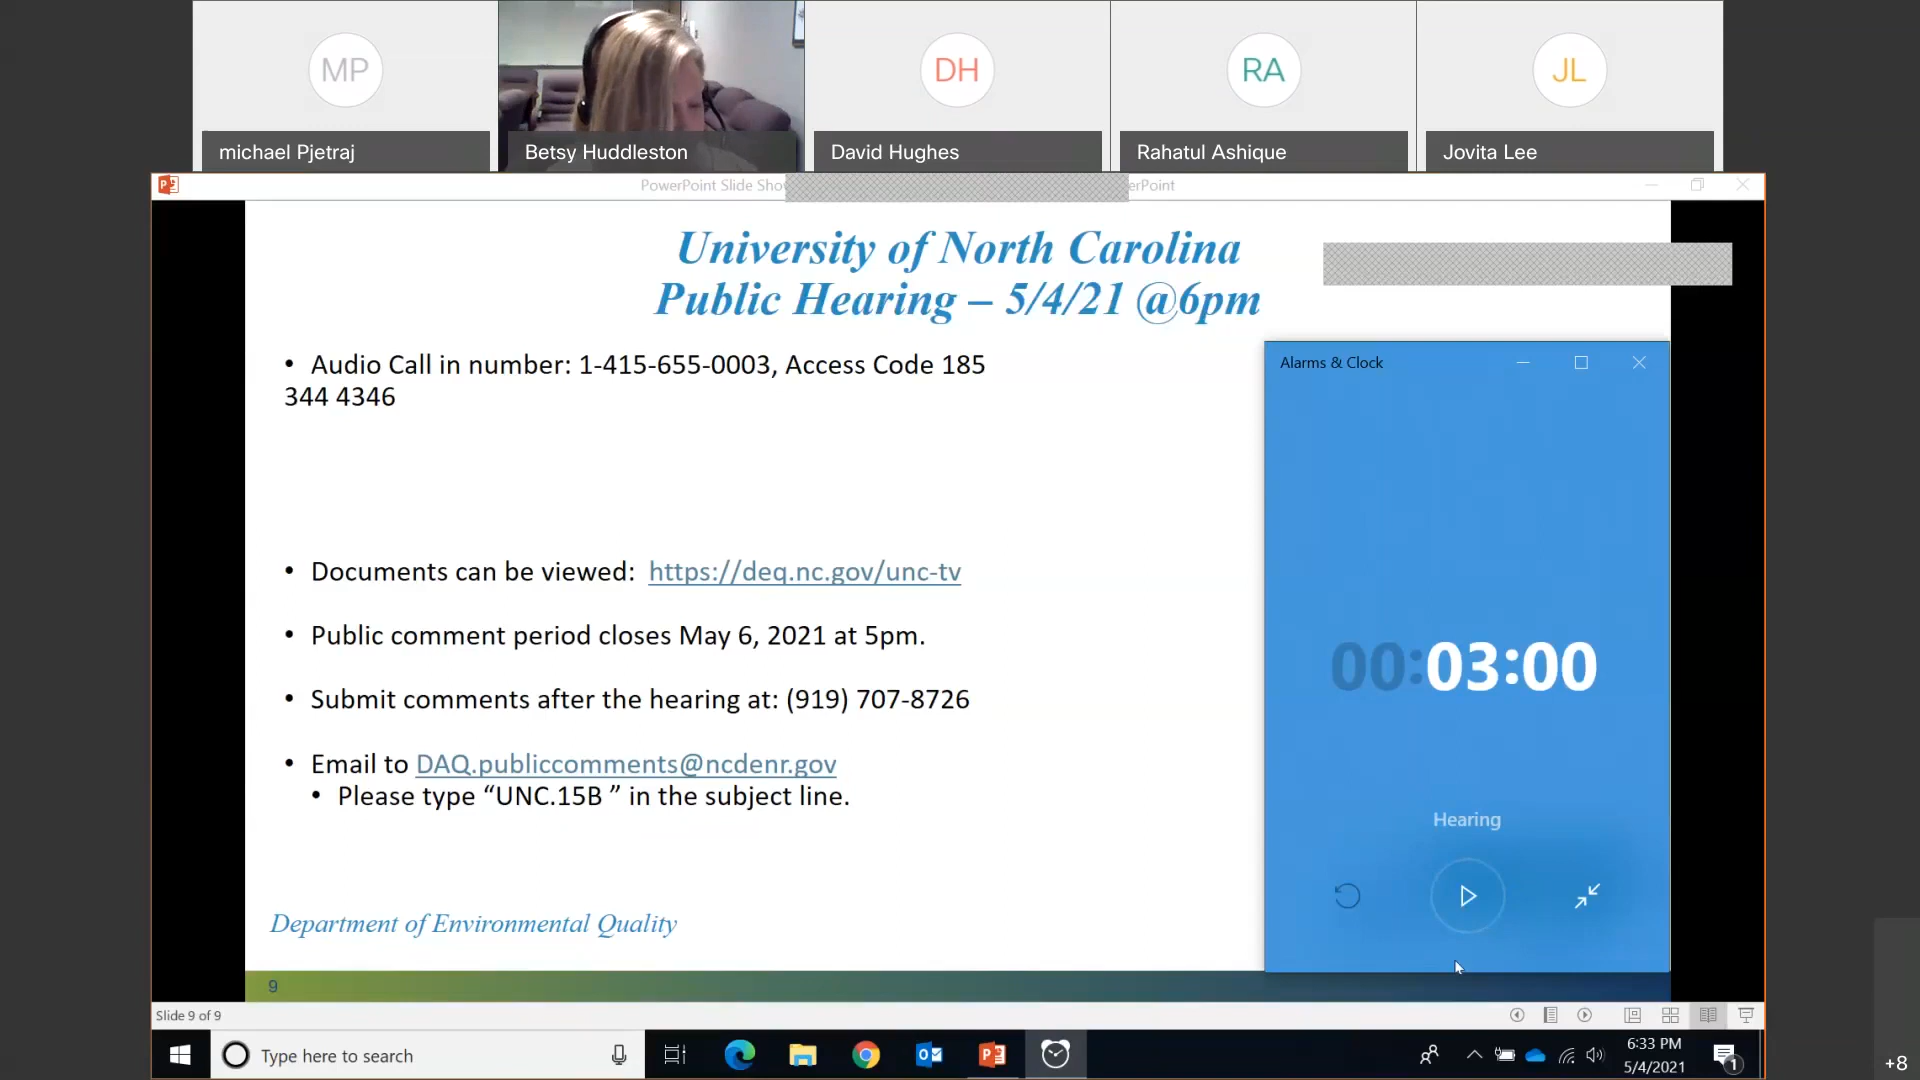 MP
DH
RA
JL
michael Pjetraj
Betsy Huddleston
David Hughes
Rahatul Ashique
Jovita Lee
PowerPoint Slide Sho
erPoint
University of North Carolina
Public Hearing – 5/4/21 @6pm
• Audio Call in number: 1-415-655-0003, Access Code 185
344 4346
• Documents can be viewed: https://deq.nc.gov/unc-tv
• Public comment period closes May 6, 2021 at 5pm.
• Submit comments after the hearing at: (919) 707-8726
• Email to DAQ.publiccomments@ncdenr.gov
• Please type “UNC.15B ” in the subject line.
Department of Environmental Quality
9
Alarms & Clock
00:03:00
Hearing
Slide 9 of 9
Type here to search
6:33 PM
5/4/2021
1
+8